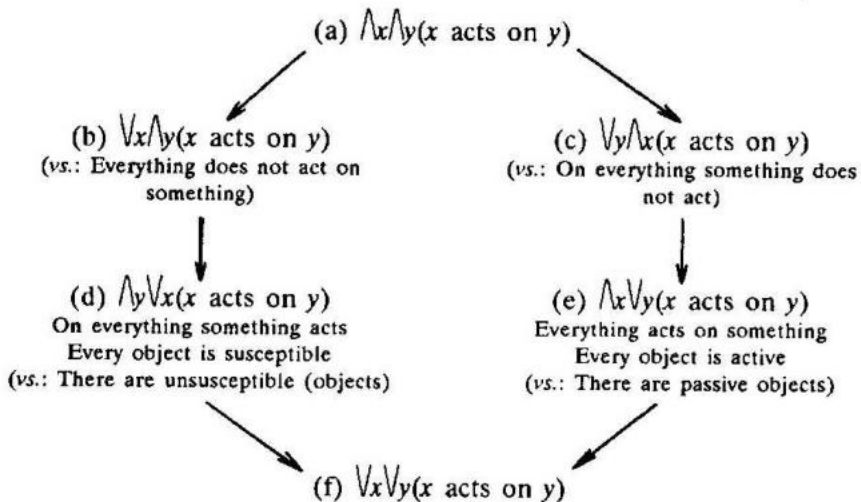 (a) ⋀x⋀y(x acts on y)
(b) ⋁x⋀y(x acts on y)
(vs.: Everything does not act on
something)
(c) ⋁y⋀x(x acts on y)
(vs.: On everything something does
not act)
(d) ⋀y⋁x(x acts on y)
On everything something acts
Every object is susceptible
(vs.: There are unsusceptible (objects)
(e) ⋀x⋁y(x acts on y)
Everything acts on something
Every object is active
(vs.: There are passive objects)
(f) ⋁x⋁y(x acts on y)